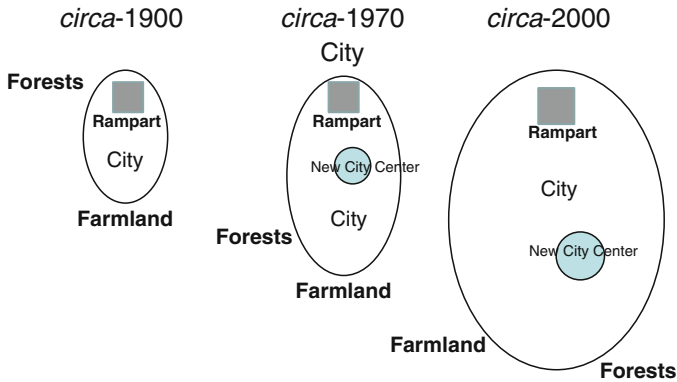 circa-1900
Forests
Rampart
City
Farmland
circa-1970
City
Rampart
New City Center
City
Forests
Farmland
circa-2000
Rampart
City
New City Center
Farmland
Forests